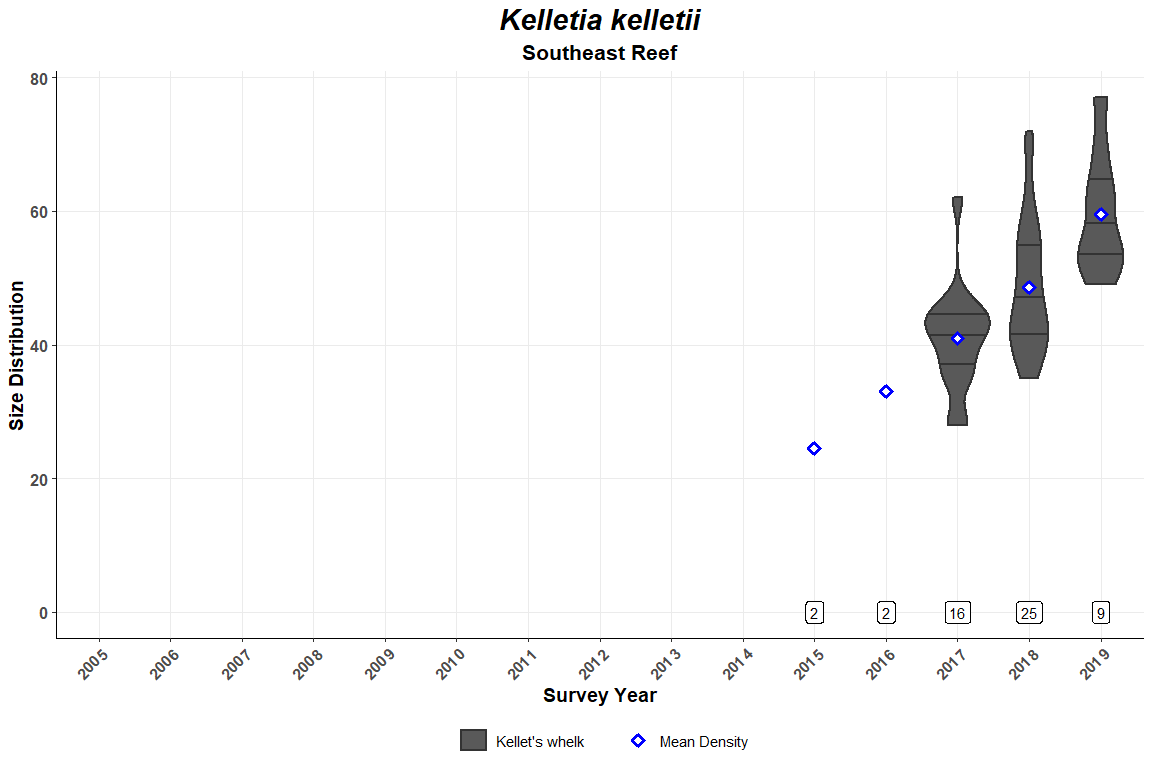 Kelletia kelletii
Southeast Reef
Size Distribution
80
60
40
20
0
2 2 16 25 9
2005 2006 2007 2008 2009 2010 2011 2012 2013 2014 2015 2016 2017 2018 2019
Survey Year
Kellet's whelk Mean Density